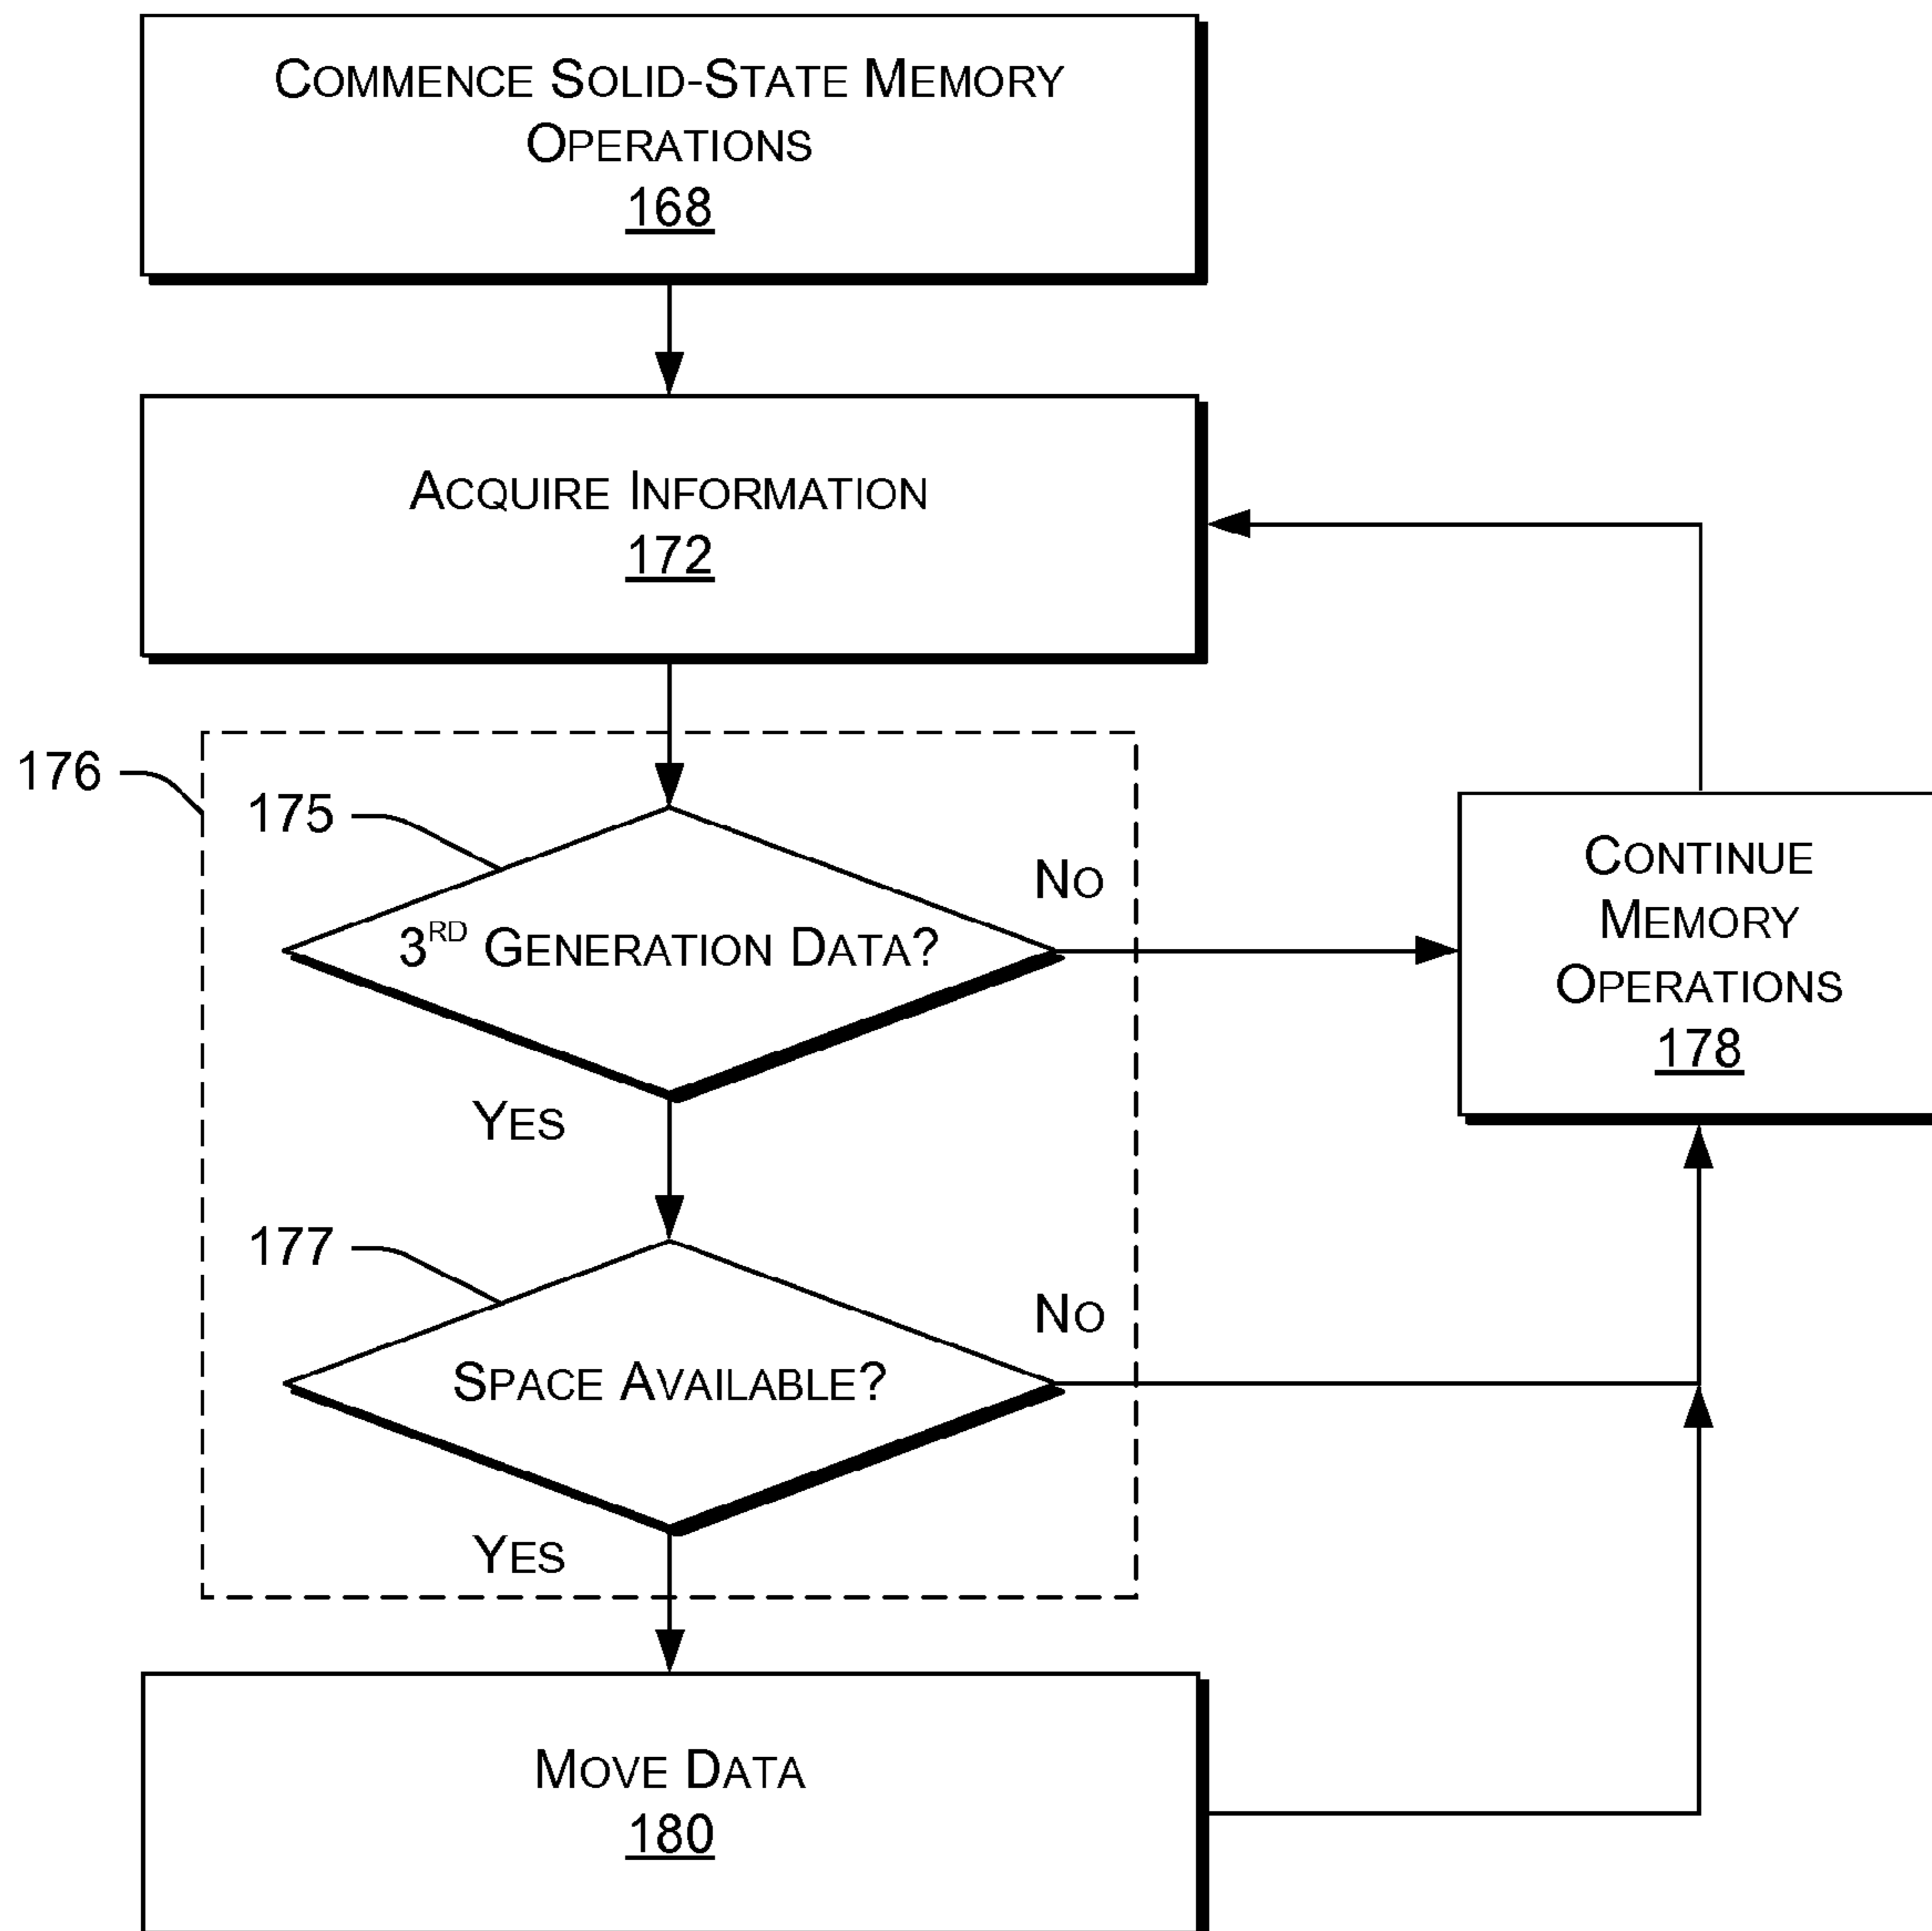 COMMENCE SOLID-STATE MEMORY
OPERATIONS
168
ACQUIRE INFORMATION
172
176
175
NO
3RD GENERATION DATA?
YES
CONTINUE
MEMORY
OPERATIONS
178
177
NO
SPACE AVAILABLE?
YES
MOVE DATA
180